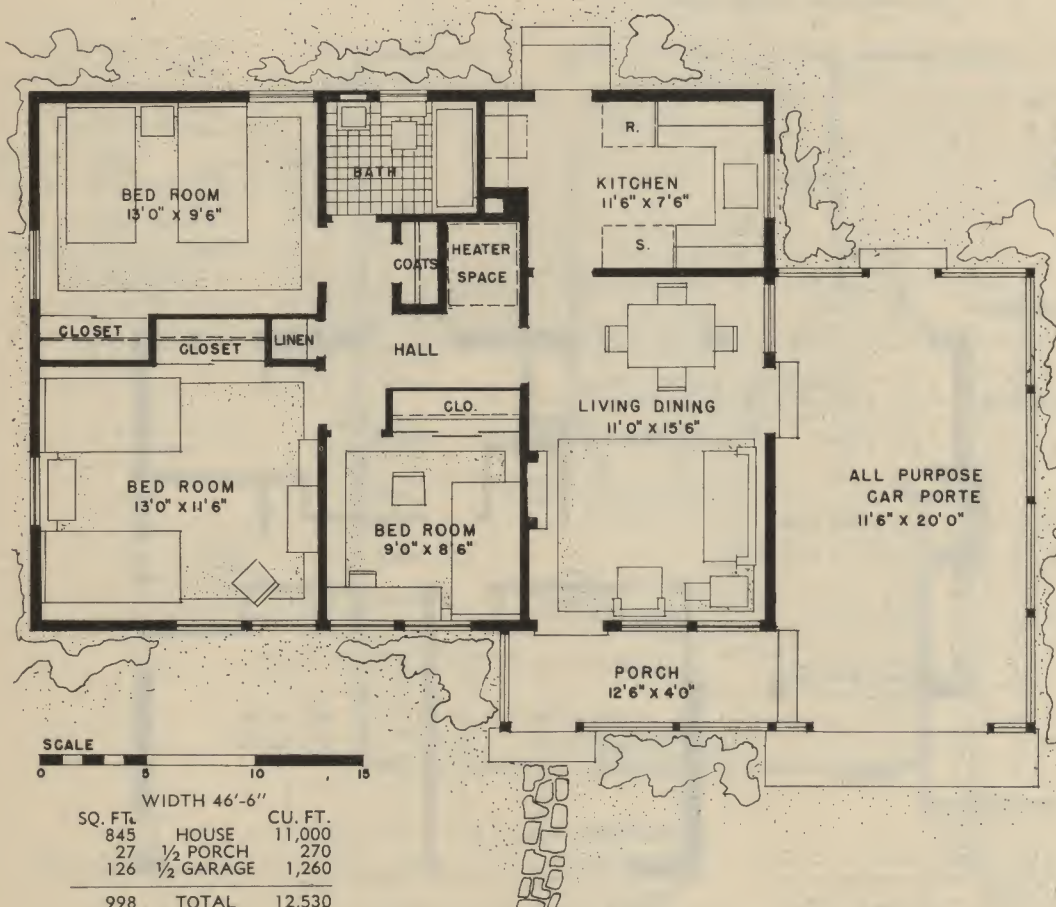 BED ROOM
13'0" X 9'6"
BATH
R.
KITCHEN
11'6" X 7'6"
S.
COATS
HEATER
SPACE
CLOSET
CLOSET
LINEN
HALL
CLO.
LIVING DINING
11'0" X 15'6"
BED ROOM
13'0" X 11'6"
BED ROOM
9'0" X 8'6"
ALL PURPOSE
CAR PORTE
11'6" X 20'0"
PORCH
12'6" X 4'0"
SCALE
0 5 10 15
WIDTH 46'-6"
SQ. FT. CU. FT.
845 HOUSE 11,000
27 ½ PORCH 270
126 ½ GARAGE 1,260
998 TOTAL 12,530